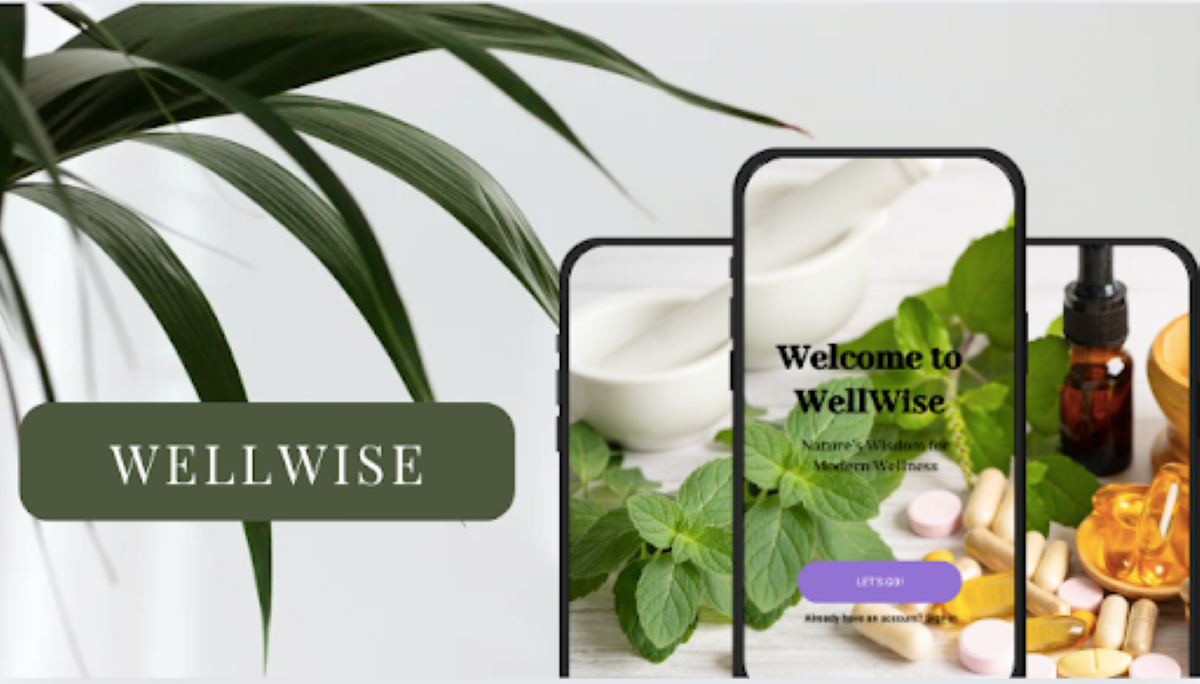 WELLWISE
Welcome to
WellWise
Nature's Wisdom for
Modern Wellness
LET'S GO!
Already have an account? Sign in